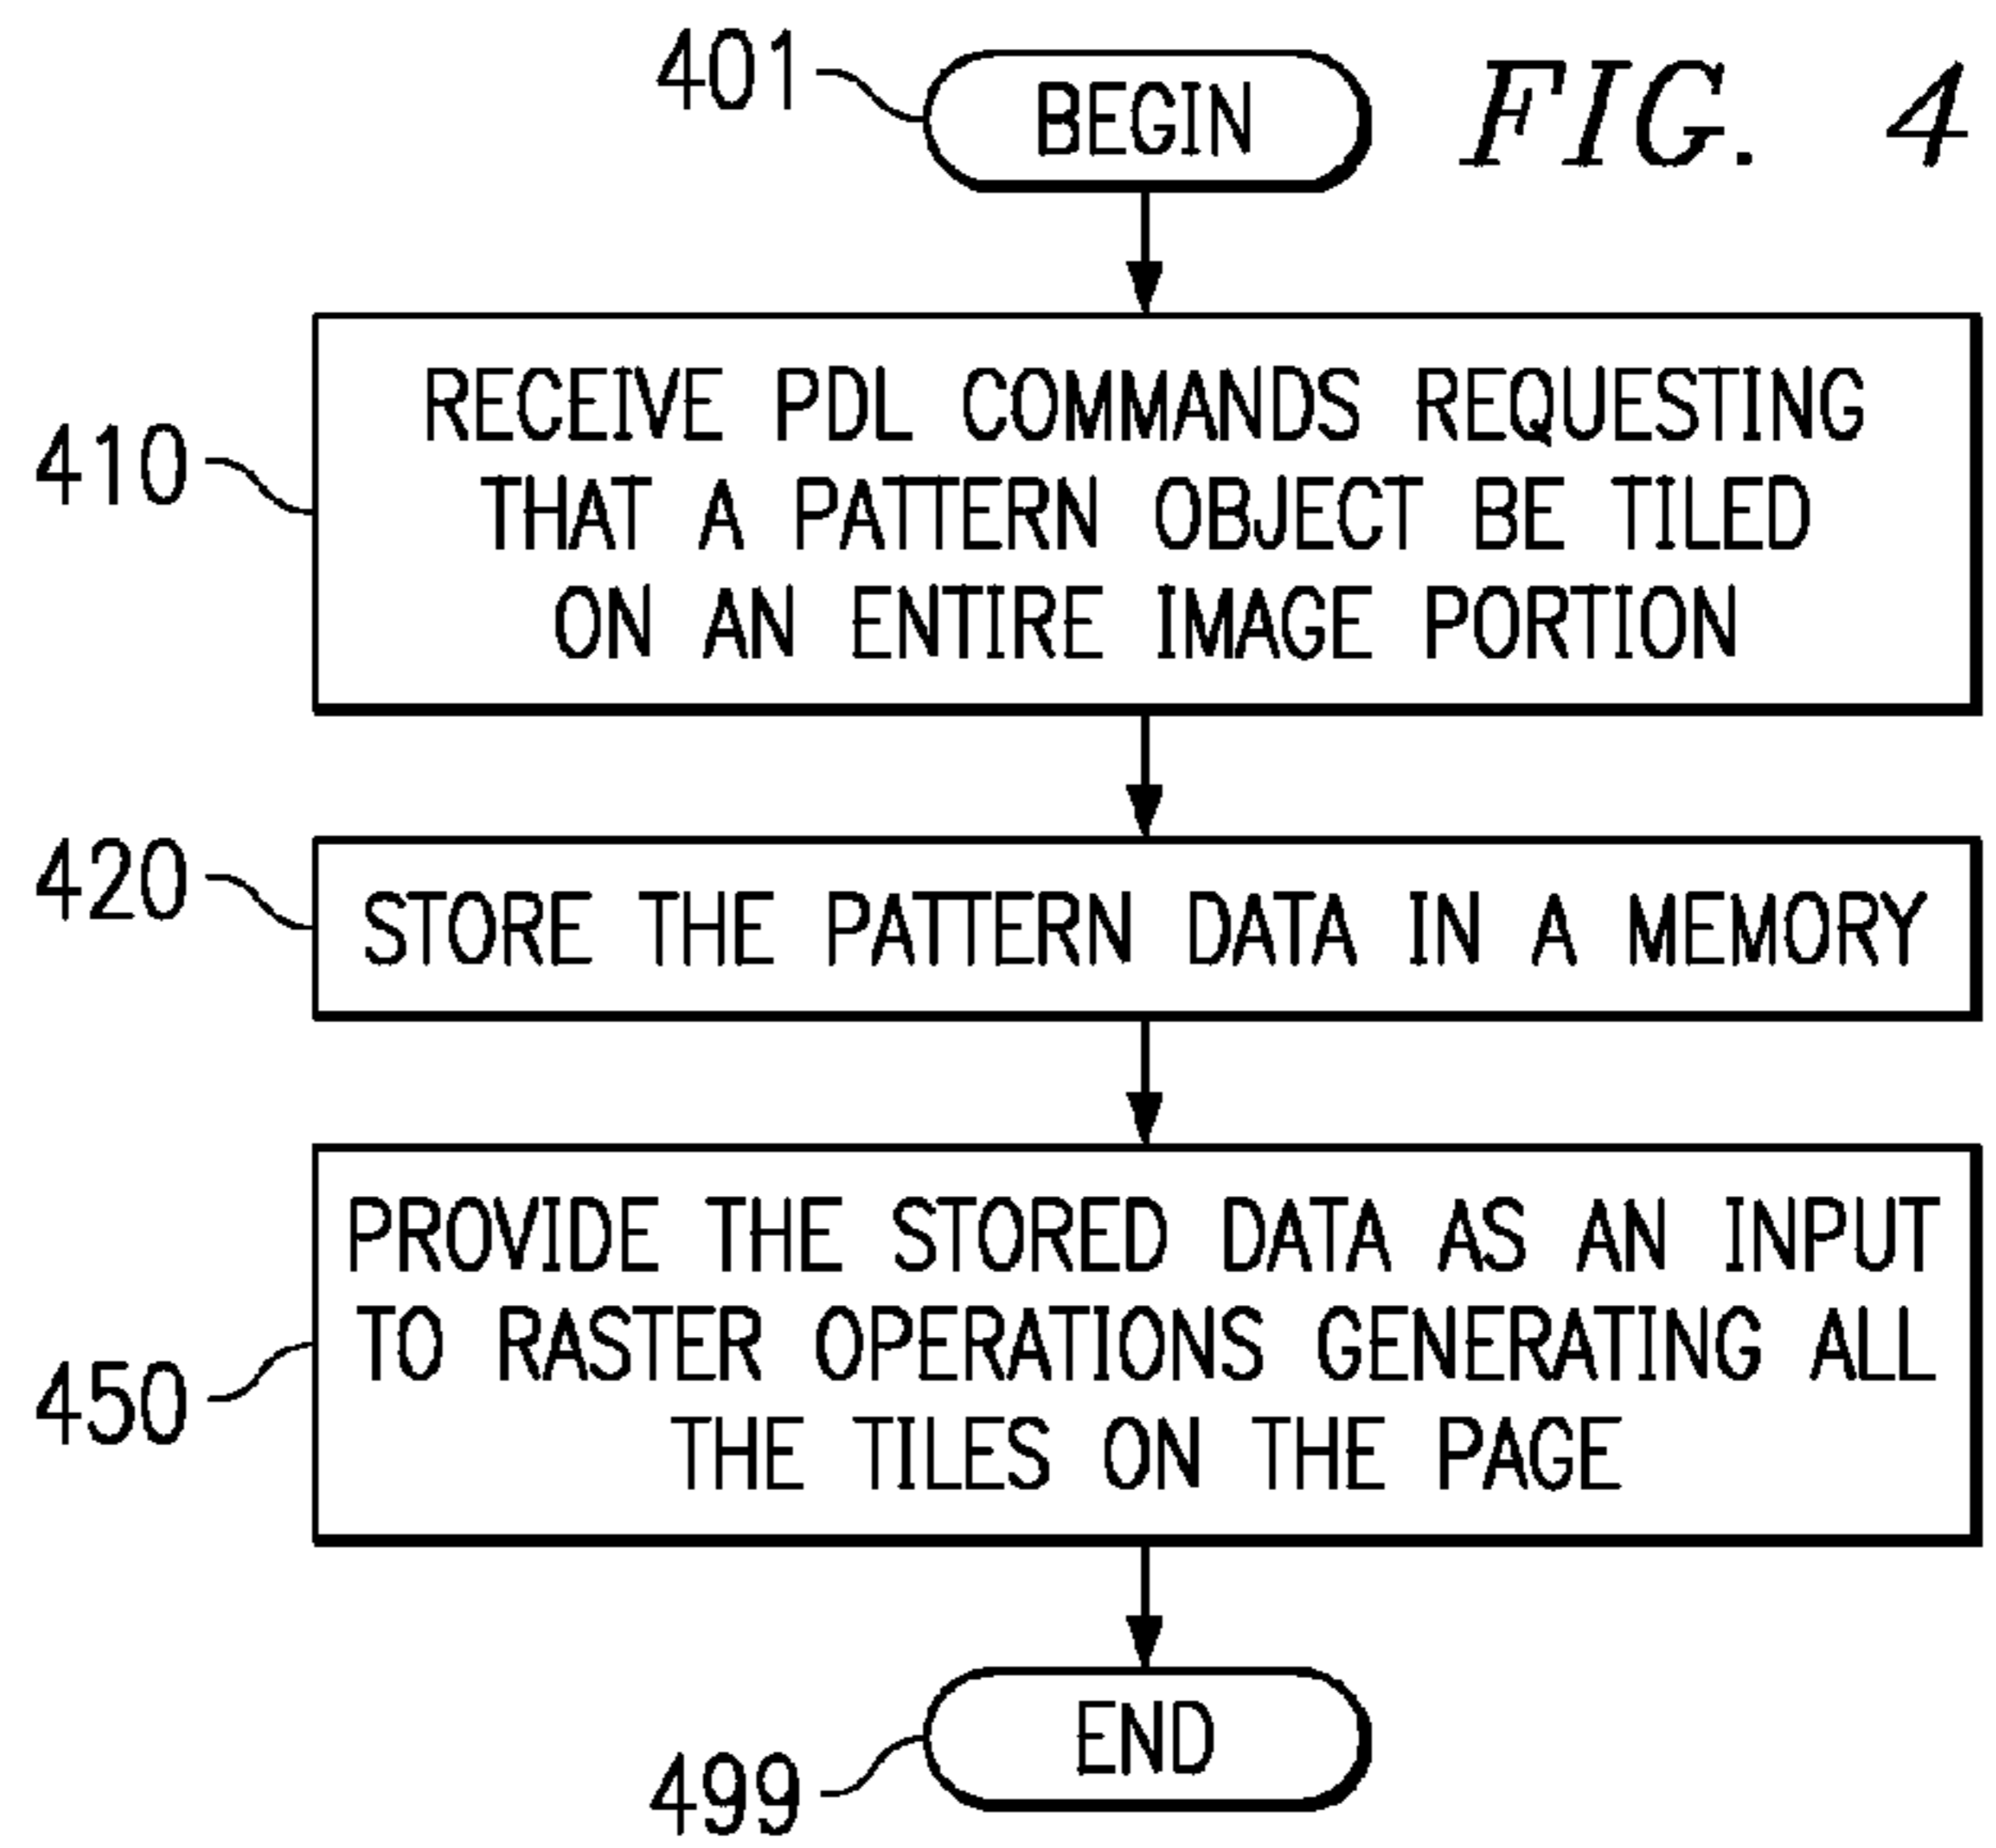 401
BEGIN
FIG. 4
410
RECEIVE PDL COMMANDS REQUESTING
THAT A PATTERN OBJECT BE TILED
ON AN ENTIRE IMAGE PORTION
420
STORE THE PATTERN DATA IN A MEMORY
450
PROVIDE THE STORED DATA AS AN INPUT
TO RASTER OPERATIONS GENERATING ALL
THE TILES ON THE PAGE
499
END